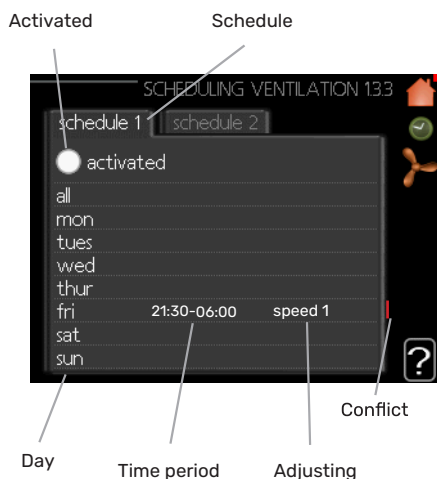 Activated Schedule
SCHEDULING VENTILATION 1.3.3
schedule 1 schedule 2
activated
all
mon
tues
wed
thur
fri 21:30-06:00 speed 1
sat
sun
?
Conflict
Day Time period Adjusting